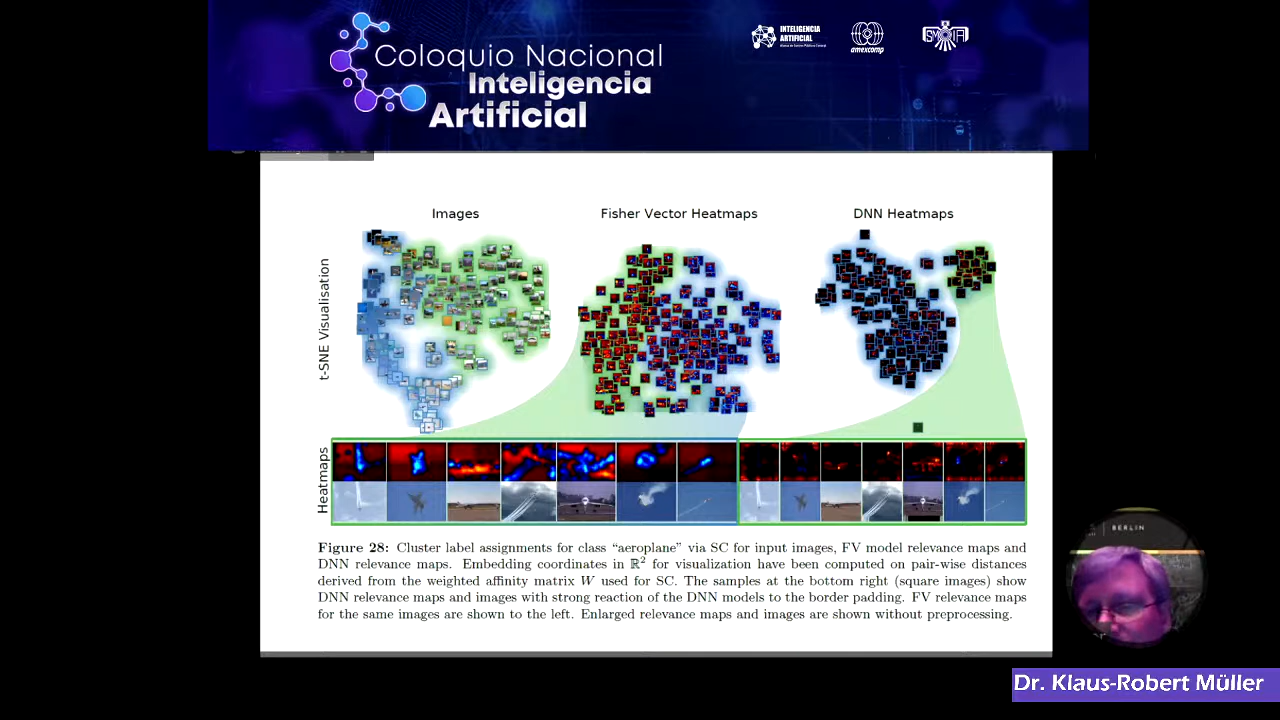 Coloquio Nacional
Inteligencia
Artificial
INTELIGENCIA
ARTIFICIAL
amexcomp
SMIA
Images
Fisher Vector Heatmaps
DNN Heatmaps
t-SNE Visualisation
Heatmaps
Figure 28: Cluster label assignments for class “aeroplane” via SC for input images, FV model relevance maps and
DNN relevance maps. Embedding coordinates in ℝ² for visualization have been computed on pair-wise distances
derived from the weighted affinity matrix W used for SC. The samples at the bottom right (square images) show
DNN relevance maps and images with strong reaction of the DNN models to the border padding. FV relevance maps
for the same images are shown to the left. Enlarged relevance maps and images are shown without preprocessing.
BERLIN
Dr. Klaus-Robert Müller